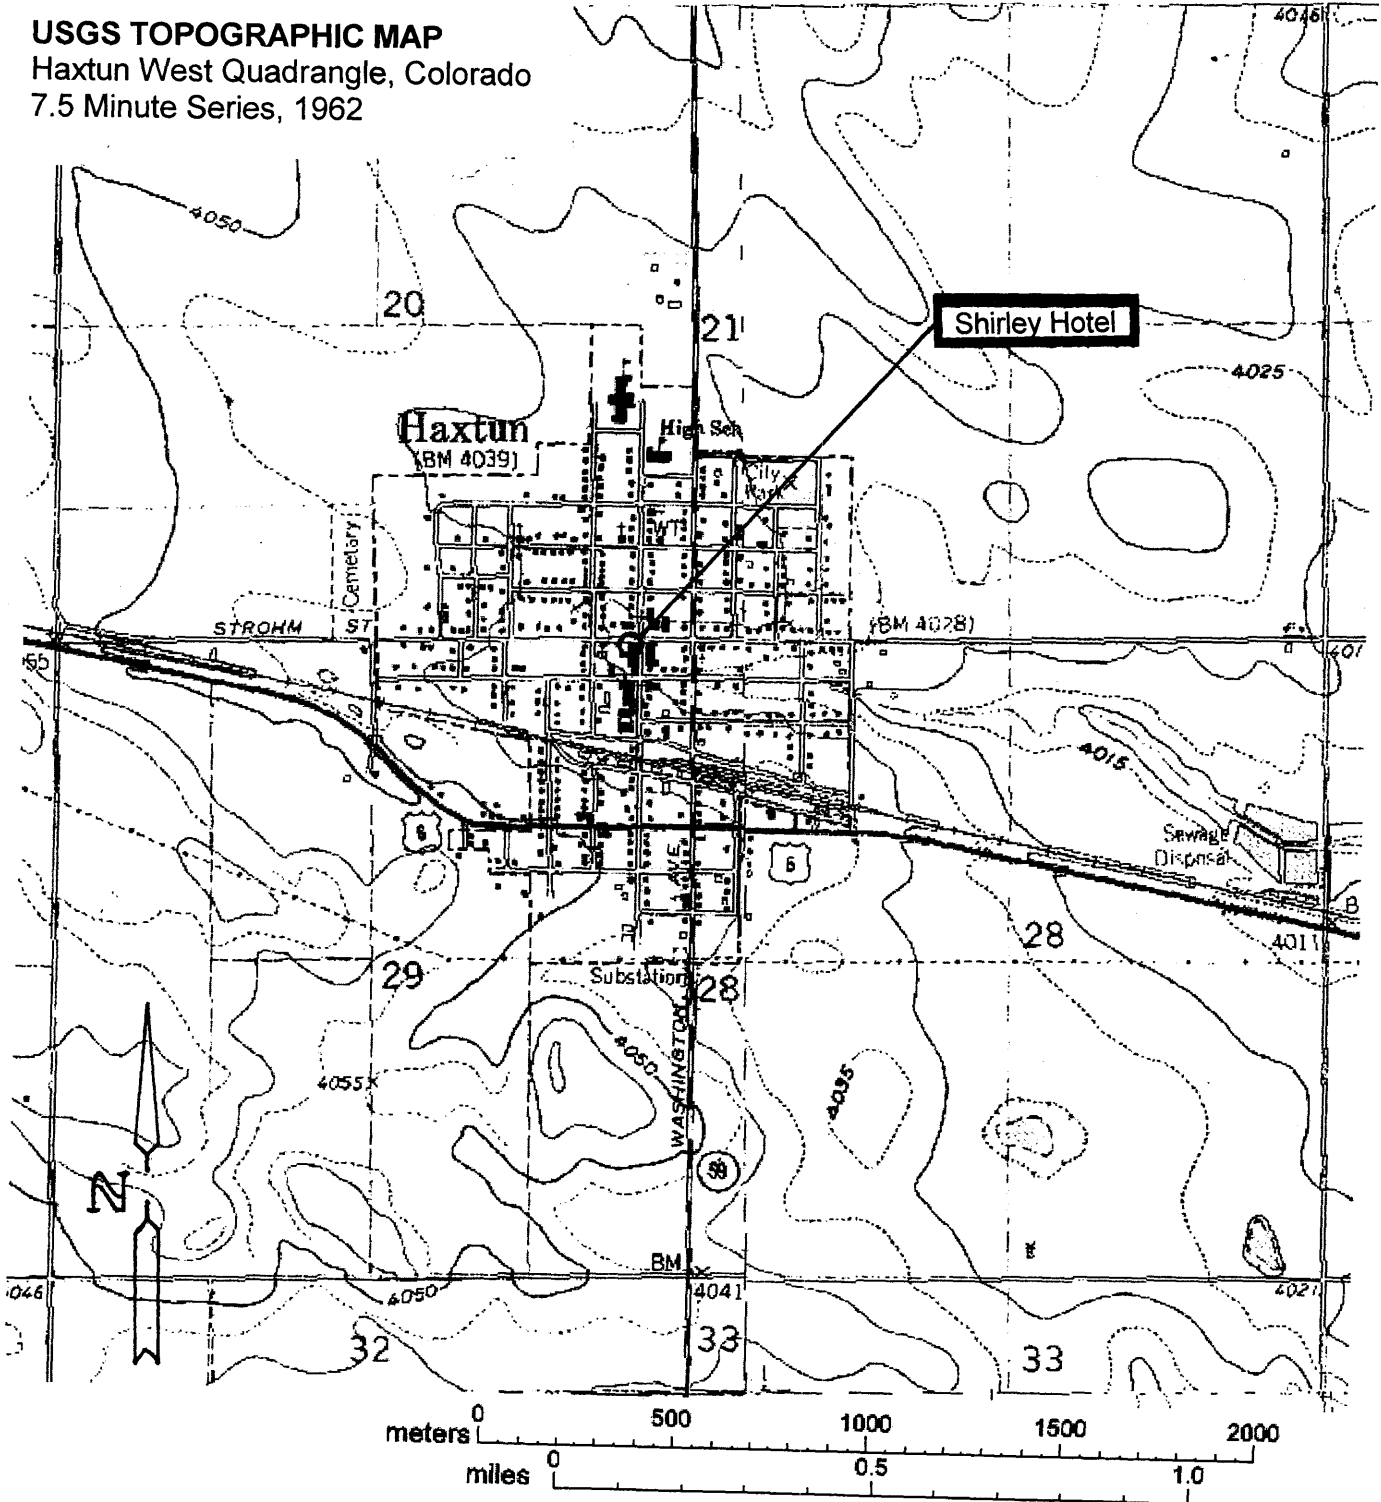 USGS TOPOGRAPHIC MAP
Haxtun West Quadrangle, Colorado
7.5 Minute Series, 1962
4046
4050
20
21
Shirley Hotel
4025
Haxtun
(BM 4039)
High Sch
City
Park
WT
Cemetary
STROHM ST
(BM 4028)
4015
6
Sewage
Disposal
6
AVE
28
4011
29
Substation
28
4050
4055
WASHINGTON
4035
59
N
BM
4046
4050
4041
4021
32
33
33
0 500 1000 1500 2000
meters
miles
0 0.5 1.0